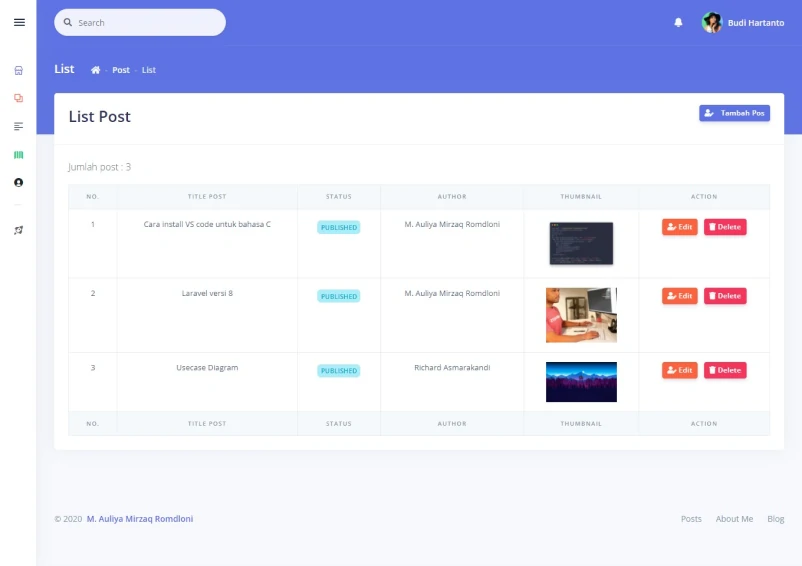 Search
Budi Hartanto
List - Post - List
List Post
Tambah Pos
Jumlah post : 3
NO. TITLE POST STATUS AUTHOR THUMBNAIL ACTION
1 Cara install VS code untuk bahasa C PUBLISHED M. Auliya Mirzaq Romdloni Edit Delete
2 Laravel versi 8 PUBLISHED M. Auliya Mirzaq Romdloni Edit Delete
3 Usecase Diagram PUBLISHED Richard Asmarakandi Edit Delete
NO. TITLE POST STATUS AUTHOR THUMBNAIL ACTION
© 2020 M. Auliya Mirzaq Romdloni Posts About Me Blog